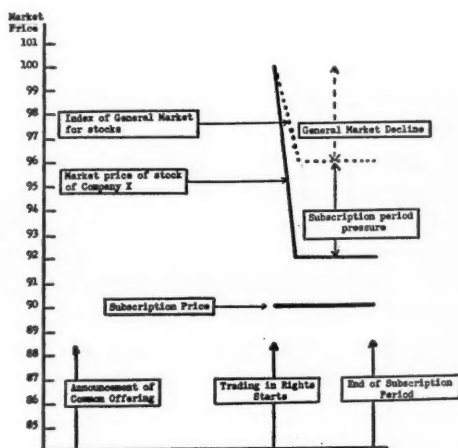 Market
Price
101
100
99
98
97
96
95
94
93
92
91
90
89
88
87
86
85
Index of General Market
for stocks
General Market Decline
Market price of stock
of Company X
Subscription period
pressure
Subscription Price
Announcement of
Common Offering
Trading in Rights
Starts
End of Subscription
Period